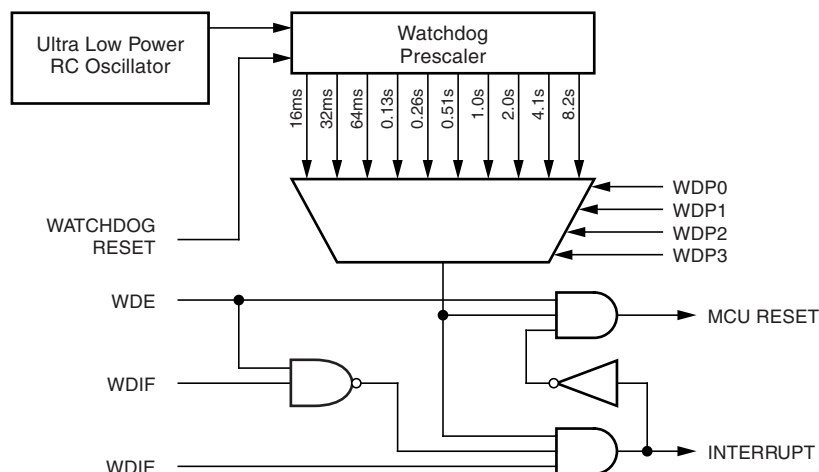 Ultra Low Power
RC Oscillator
Watchdog
Prescaler
16ms
32ms
64ms
0.13s
0.26s
0.51s
1.0s
2.0s
4.1s
8.2s
WDP0
WDP1
WDP2
WDP3
WATCHDOG
RESET
WDE
MCU RESET
WDIF
INTERRUPT